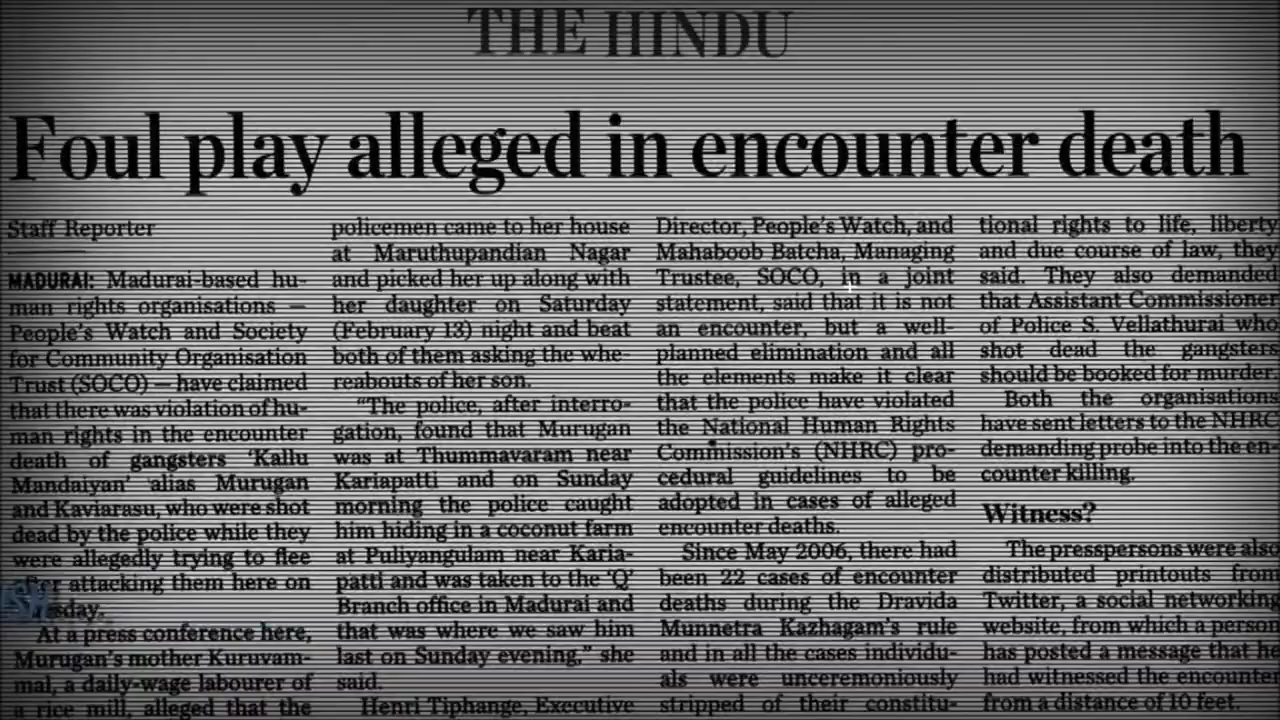 THE HINDU
Foul play alleged in encounter death
Staff Reporter
MADURAI: Madurai-based hu-
man rights organisations —
People's Watch and Society
for Community Organisation
Trust (SOCO) — have claimed
that there was violation of hu-
man rights in the encounter
death of gangsters 'Kallu
Mandaiyan' alias Murugan
and Kaviarasu, who were shot
dead by the police while they
were allegedly trying to flee
attacking them here on
At a press conference here,
Murugan's mother Kuruvam-
mal, a daily-wage labourer of
a rice mill, alleged that the
policemen came to her house
at Maruthupandian Nagar
and picked her up along with
her daughter on Saturday
(February 13) night and beat
both of them asking the whe-
reabouts of her son.
"The police, after interro-
gation, found that Murugan
was at Thummavaram near
Kariapatti and on Sunday
morning the police caught
him hiding in a coconut farm
at Puliyangulam near Karia-
patti and was taken to the 'Q'
Branch office in Madurai and
that was where we saw him
last on Sunday evening," she
said.
Henri Tiphange, Executive
Director, People's Watch, and
Mahaboob Batcha, Managing
Trustee, SOCO, in a joint
statement, said that it is not
an encounter, but a well-
planned elimination and all
the elements make it clear
that the police have violated
the National Human Rights
Commission's (NHRC) pro-
cedural guidelines to be
adopted in cases of alleged
encounter deaths.
Since May 2006, there had
been 22 cases of encounter
deaths during the Dravida
Munnetra Kazhagam's rule
and in all the cases individu-
als were unceremoniously
stripped of their constitu-
tional rights to life, liberty
and due course of law, they
said. They also demanded
that Assistant Commissioner
of Police S. Vellathurai who
shot dead the gangsters
should be booked for murder.
Both the organisations
have sent letters to the NHRC
demanding probe into the en-
counter killing.
Witness?
The presspersons were also
distributed printouts from
Twitter, a social networking
website, from which a person
has posted a message that he
had witnessed the encounter
from a distance of 10 feet.